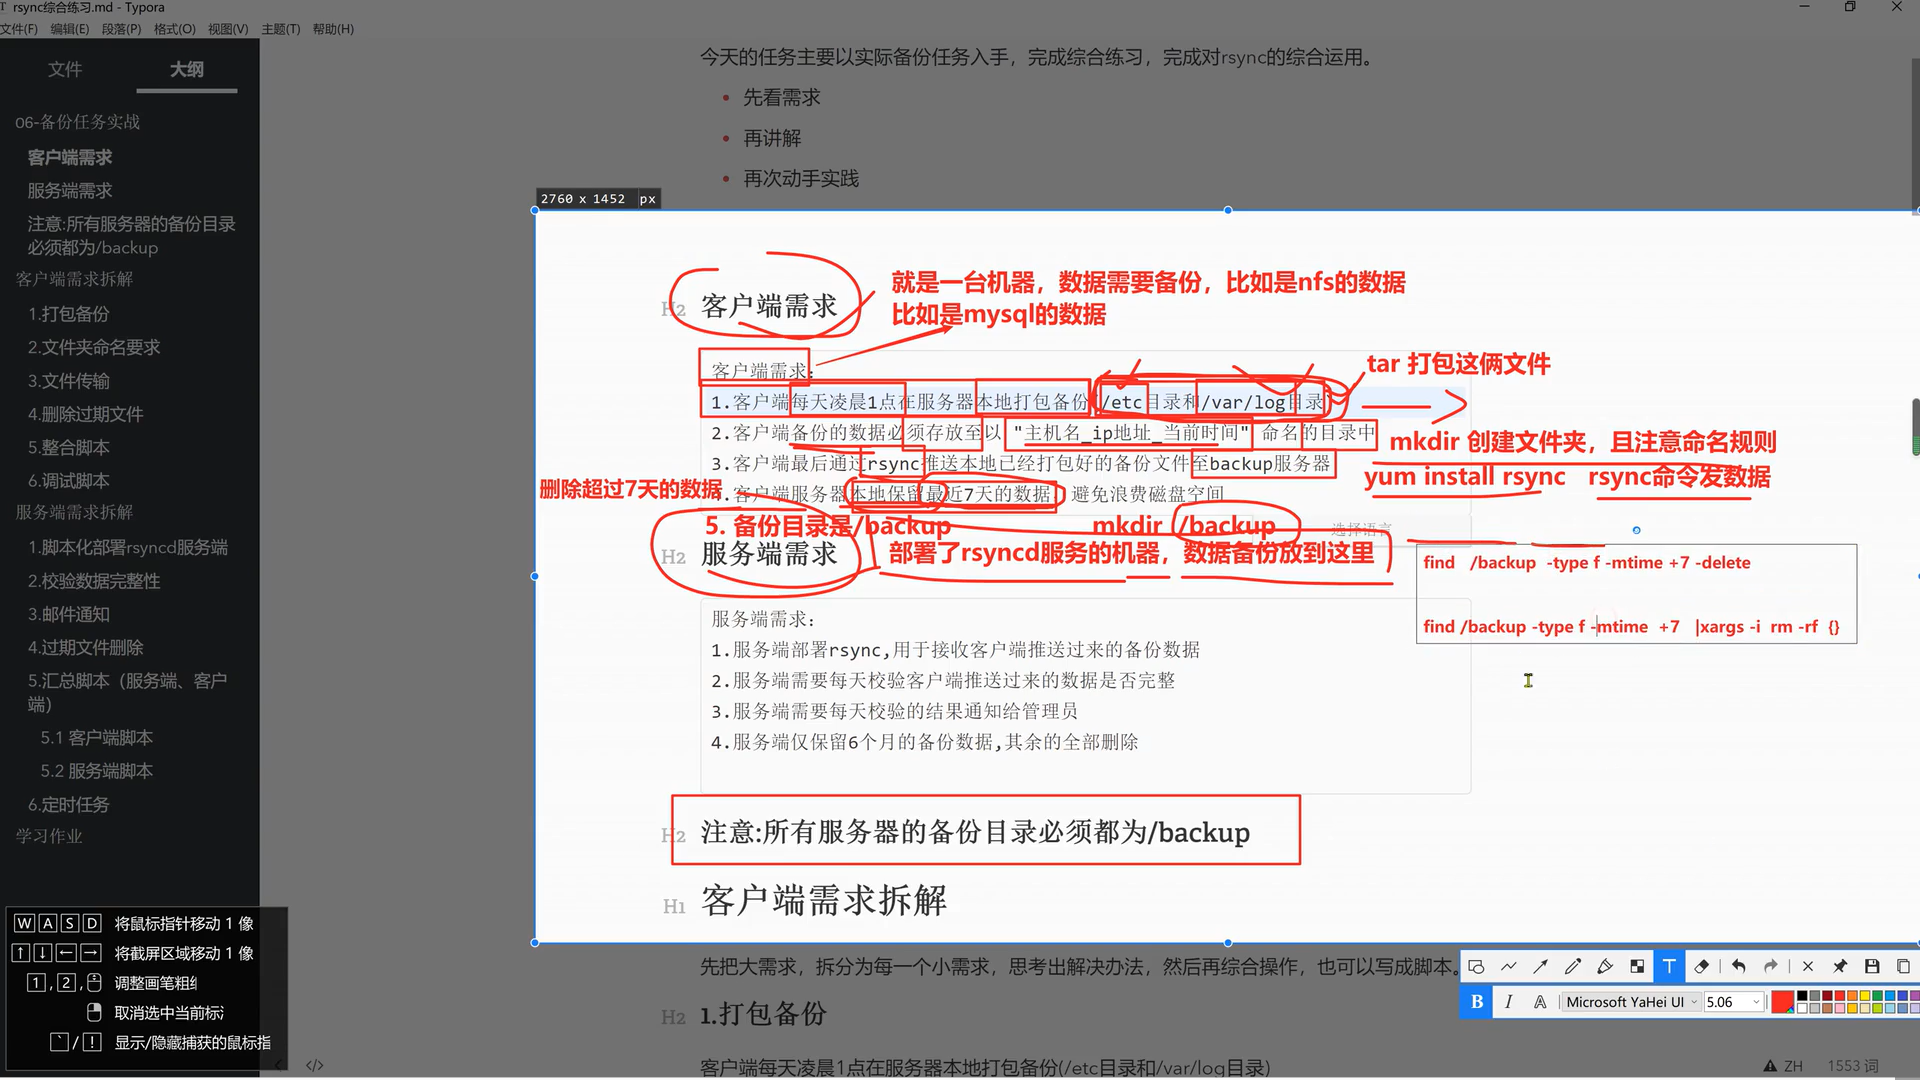 rsync综合练习.md - Typora
文件(F) 编辑(E) 段落(P) 格式(O) 视图(V) 主题(T) 帮助(H)
文件 大纲
06-备份任务实战
客户端需求
服务端需求
注意:所有服务器的备份目录
必须都为/backup
客户端需求拆解
1.打包备份
2.文件夹命名要求
3.文件传输
4.删除过期文件
5.整合脚本
6.调试脚本
服务端需求拆解
1.脚本化部署rsyncd服务端
2.校验数据完整性
3.邮件通知
4.过期文件删除
5.汇总脚本（服务端、客户
端）
5.1 客户端脚本
5.2 服务端脚本
6.定时任务
学习作业
今天的任务主要以实际备份任务入手，完成综合练习，完成对rsync的综合运用。
先看需求
再讲解
再次动手实践
2760 x 1452 px
H2 客户端需求
就是一台机器，数据需要备份，比如是nfs的数据
比如是mysql的数据
客户端需求:
tar 打包这俩文件
1.客户端每天凌晨1点在服务器本地打包备份(/etc目录和/var/log目录)
2.客户端备份的数据必须存放至以 "主机名_ip地址_当前时间" 命名的目录中
mkdir 创建文件夹，且注意命名规则
3.客户端最后通过rsync推送本地已经打包好的备份文件至backup服务器
yum install rsync rsync命令发数据
删除超过7天的数据
4.客户端服务器本地保留最近7天的数据, 避免浪费磁盘空间
5. 备份目录是/backup mkdir /backup
选择语言
H2 服务端需求
部署了rsyncd服务的机器，数据备份放到这里
find /backup -type f -mtime +7 -delete
find /backup -type f -mtime +7 |xargs -i rm -rf {}
服务端需求:
1.服务端部署rsync,用于接收客户端推送过来的备份数据
2.服务端需要每天校验客户端推送过来的数据是否完整
3.服务端需要每天校验的结果通知给管理员
4.服务端仅保留6个月的备份数据,其余的全部删除
H2 注意:所有服务器的备份目录必须都为/backup
H1 客户端需求拆解
先把大需求，拆分为每一个小需求，思考出解决办法，然后再综合操作，也可以写成脚本。
H2 1.打包备份
客户端每天凌晨1点在服务器本地打包备份(/etc目录和/var/log目录)
W A S D 将鼠标指针移动 1 像
↑ ↓ ← → 将截屏区域移动 1 像
1 , 2 , 调整画笔粗细
取消选中当前标注
` / ! 显示/隐藏捕获的鼠标指
T
B I A Microsoft YaHei UI 5.06
</> ZH 1553 词